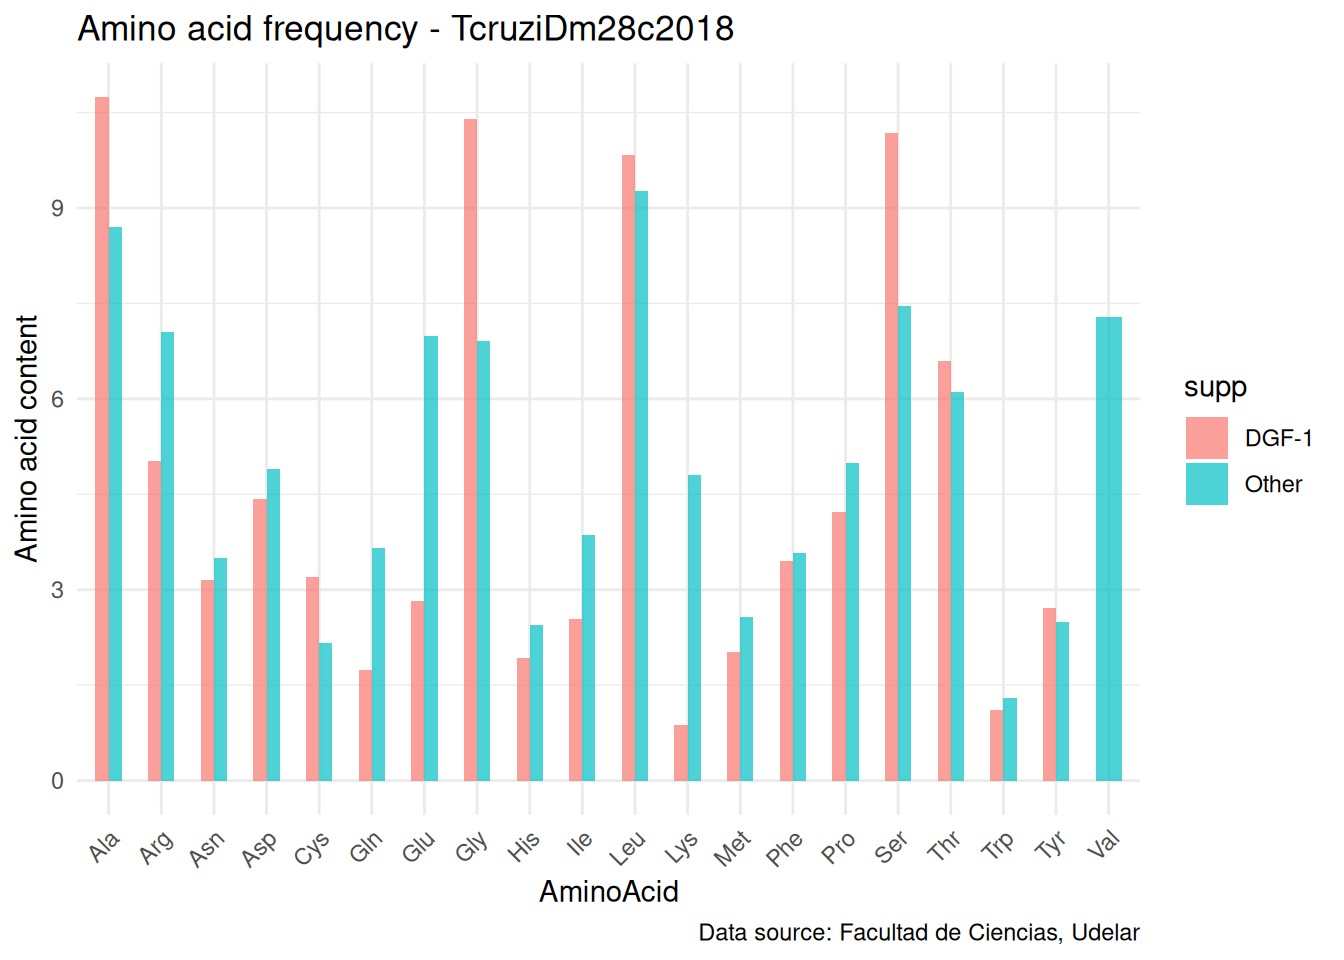 Amino acid frequency - TcruziDm28c2018
Amino acid content
9
6
3
0
Ala
Arg
Asn
Asp
Cys
Gln
Glu
Gly
His
Ile
Leu
Lys
Met
Phe
Pro
Ser
Thr
Trp
Tyr
Val
AminoAcid
supp
DGF-1
Other
Data source: Facultad de Ciencias, Udelar